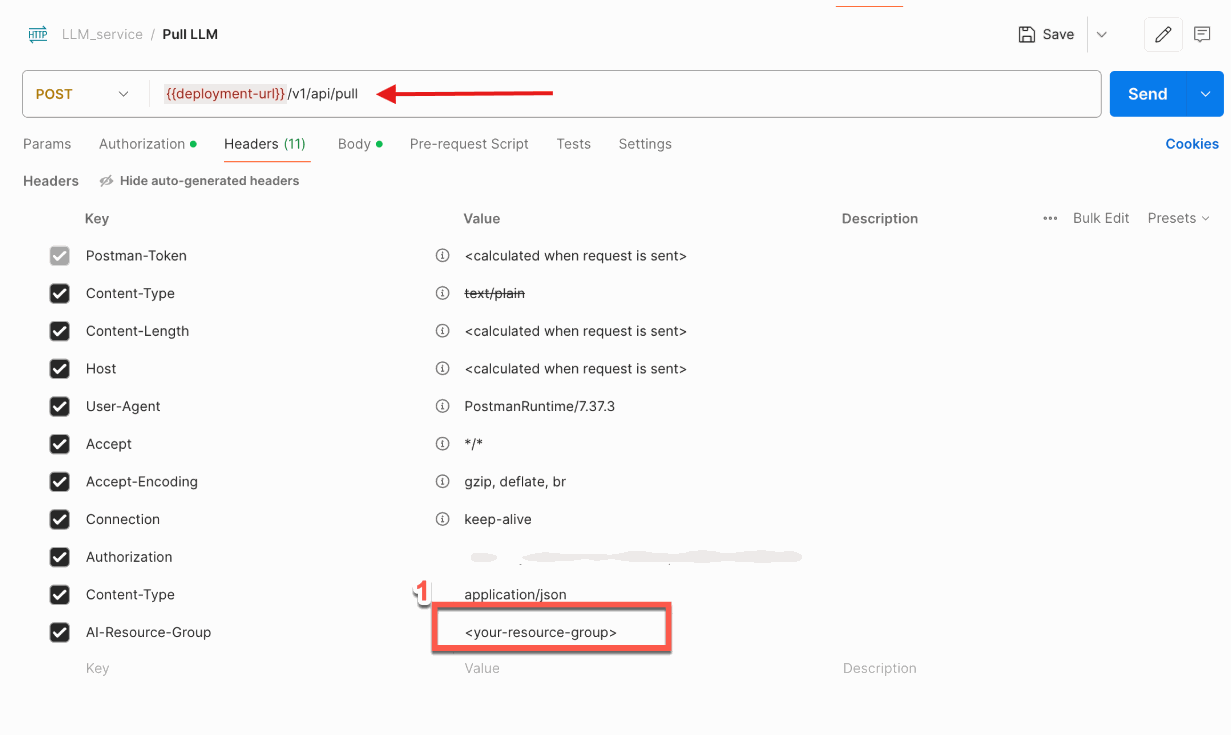 HTTP LLM_service / Pull LLM Save
POST {{deployment-url}}/v1/api/pull Send
Params Authorization Headers (11) Body Pre-request Script Tests Settings Cookies
Headers Hide auto-generated headers
Key Value Description ••• Bulk Edit Presets
Postman-Token <calculated when request is sent>
Content-Type text/plain
Content-Length <calculated when request is sent>
Host <calculated when request is sent>
User-Agent PostmanRuntime/7.37.3
Accept */*
Accept-Encoding gzip, deflate, br
Connection keep-alive
Authorization
1
Content-Type application/json
AI-Resource-Group <your-resource-group>
Key Value Description